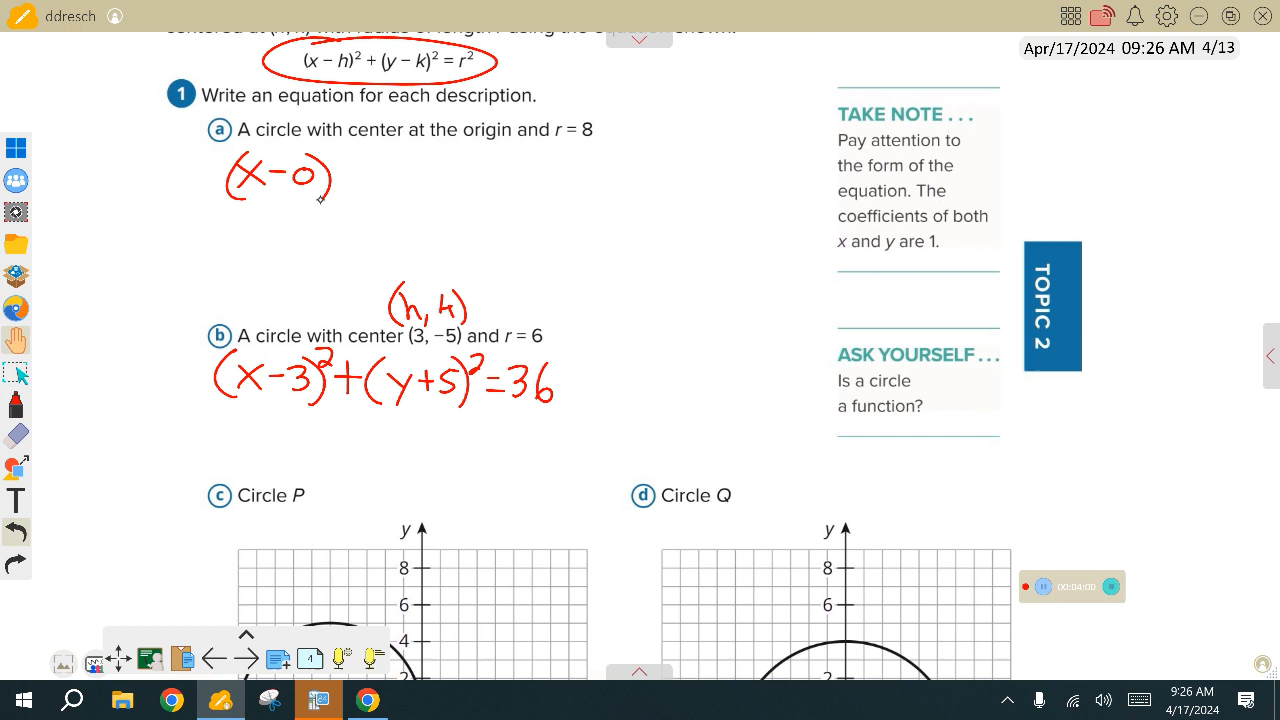 ddresch
Apr/17/2024 09:26 AM 4/13
(x − h)² + (y − k)² = r²
1 Write an equation for each description.
a A circle with center at the origin and r = 8
(x-0)
(h, k)
b A circle with center (3, −5) and r = 6
(x-3)²+(y+5)²=36
c Circle P
y
8
6
4
2
d Circle Q
y
8
6
4
2
TAKE NOTE . . .
Pay attention to
the form of the
equation. The
coefficients of both
x and y are 1.
ASK YOURSELF . . .
Is a circle
a function?
TOPIC 2
00:04:00
T
4
9:26 AM
4/17/2024